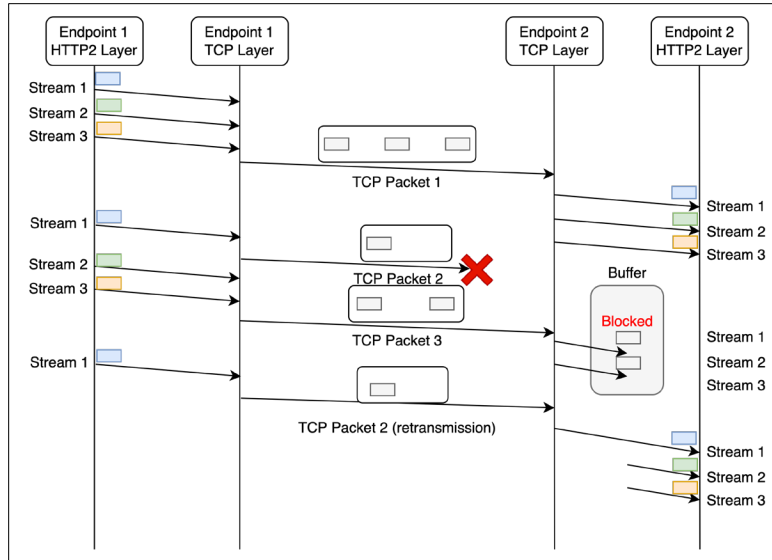 Endpoint 1
HTTP2 Layer
Endpoint 1
TCP Layer
Endpoint 2
TCP Layer
Endpoint 2
HTTP2 Layer
Stream 1
Stream 2
Stream 3
TCP Packet 1
Stream 1
Stream 2
Stream 3
Stream 1
Stream 2
Stream 3
TCP Packet 2
Buffer
Blocked
TCP Packet 3
Stream 1
Stream 2
Stream 3
Stream 1
TCP Packet 2 (retransmission)
Stream 1
Stream 2
Stream 3